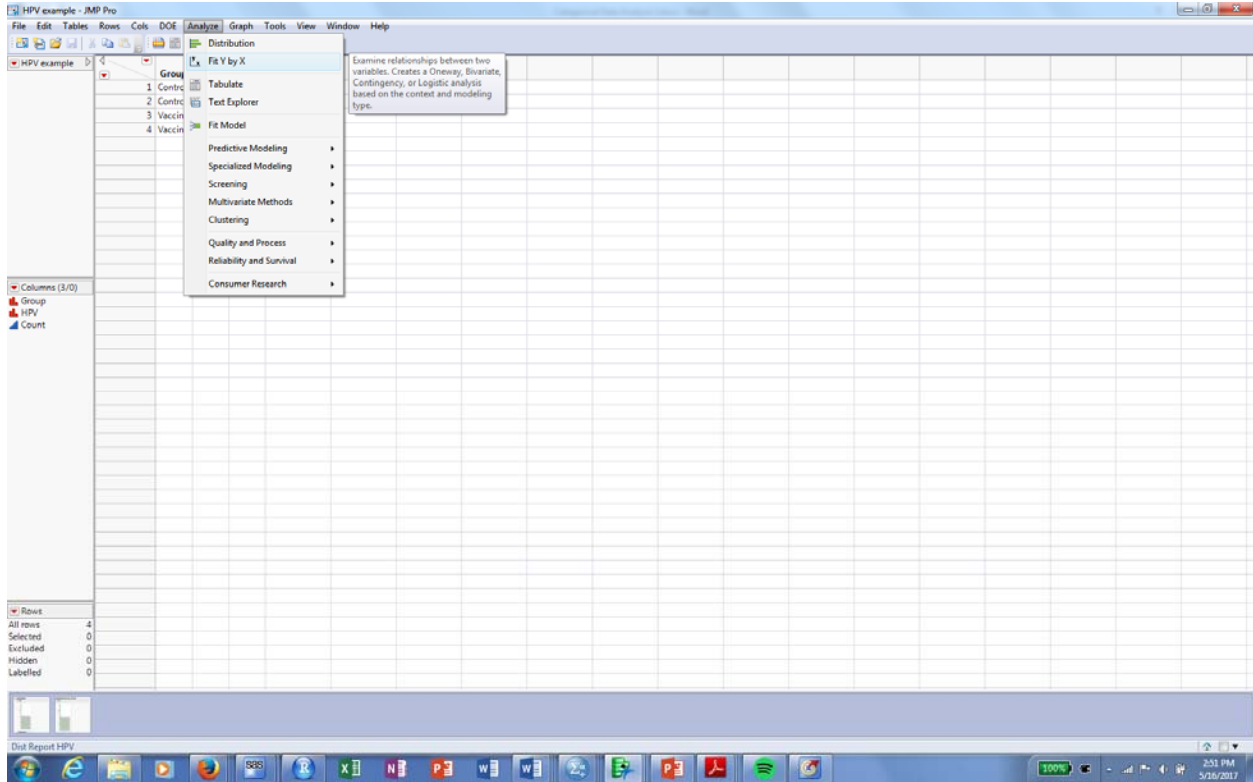 HPV example - JMP Pro
File Edit Tables Rows Cols DOE Analyze Graph Tools View Window Help
HPV example
Distribution
Fit Y by X
Tabulate
Text Explorer
Fit Model
Predictive Modeling
Specialized Modeling
Screening
Multivariate Methods
Clustering
Quality and Process
Reliability and Survival
Consumer Research
Examine relationships between two
variables. Creates a Oneway, Bivariate,
Contingency, or Logistic analysis
based on the context and modeling
type.
Group
1 Contro
2 Contro
3 Vaccin
4 Vaccin
Columns (3/0)
Group
HPV
Count
Rows
All rows 4
Selected 0
Excluded 0
Hidden 0
Labelled 0
Dist Report HPV
SBS
100%
2:51 PM
5/16/2017